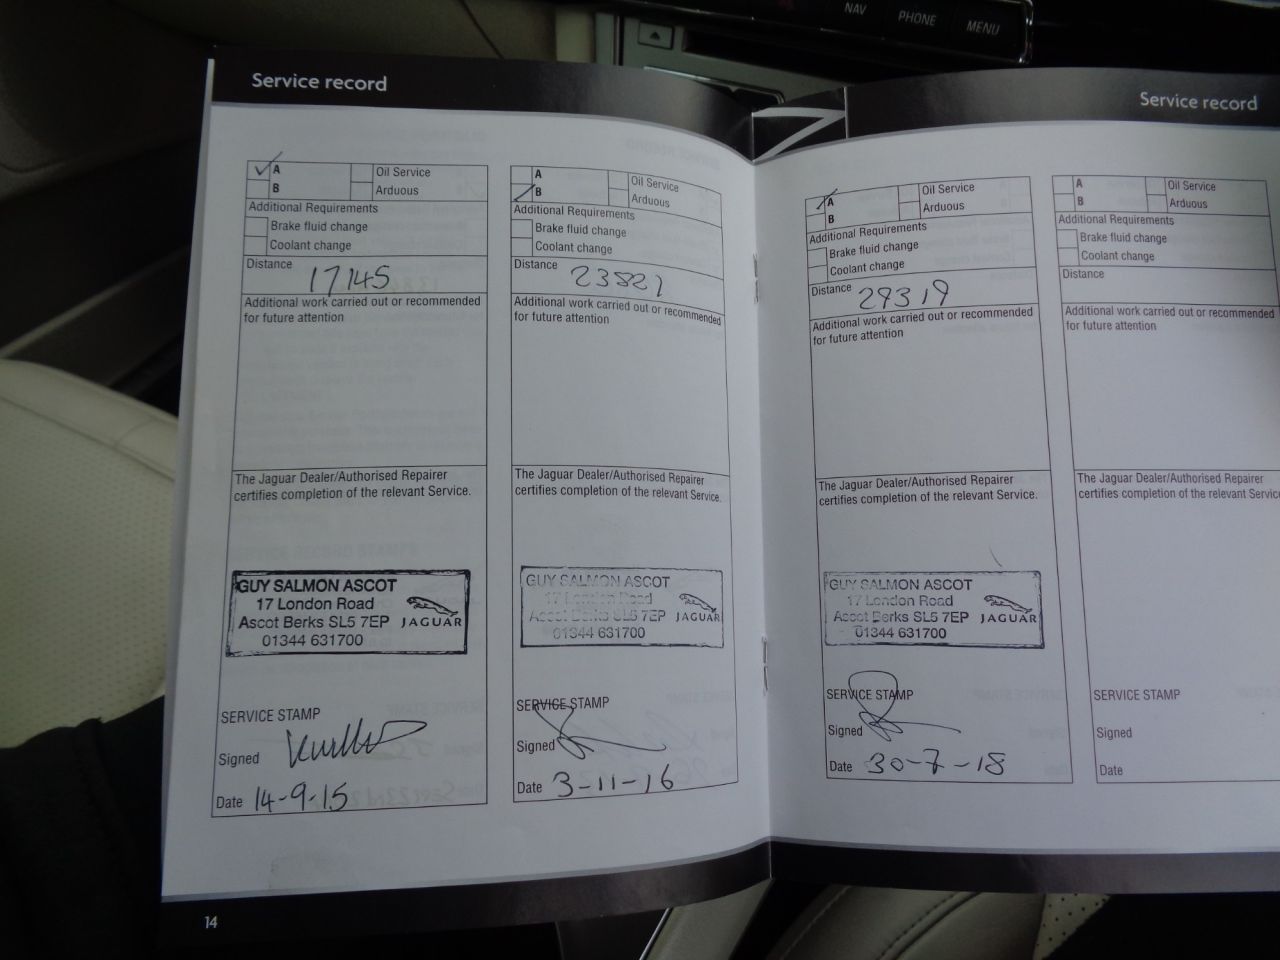 NAV PHONE MENU
Service record
A Oil Service
B Arduous
Additional Requirements
Brake fluid change
Coolant change
Distance 17145
Additional work carried out or recommended
for future attention
The Jaguar Dealer/Authorised Repairer
certifies completion of the relevant Service.
GUY SALMON ASCOT
17 London Road
Ascot Berks SL5 7EP JAGUAR
01344 631700
SERVICE STAMP
Signed
Date 14-9-15
A Oil Service
B Arduous
Additional Requirements
Brake fluid change
Coolant change
Distance 23821
Additional work carried out or recommended
for future attention
The Jaguar Dealer/Authorised Repairer
certifies completion of the relevant Service.
GUY SALMON ASCOT
17 London Road
Ascot Berks SL5 7EP JAGUAR
01344 631700
SERVICE STAMP
Signed
Date 3-11-16
14
Service record
A Oil Service
B Arduous
Additional Requirements
Brake fluid change
Coolant change
Distance 29319
Additional work carried out or recommended
for future attention
The Jaguar Dealer/Authorised Repairer
certifies completion of the relevant Service.
GUY SALMON ASCOT
17 London Road
Ascot Berks SL5 7EP JAGUAR
01344 631700
SERVICE STAMP
Signed
Date 30-7-18
A Oil Service
B Arduous
Additional Requirements
Brake fluid change
Coolant change
Distance
Additional work carried out or recommended
for future attention
The Jaguar Dealer/Authorised Repairer
certifies completion of the relevant Servic
SERVICE STAMP
Signed
Date